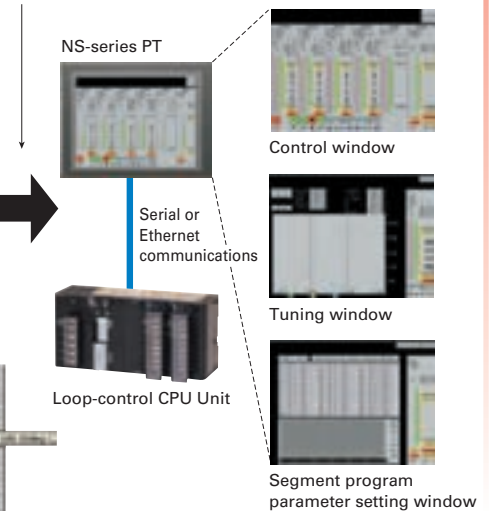 NS-series PT
Control window
Serial or
Ethernet
communications
Tuning window
Loop-control CPU Unit
Segment program
parameter setting window